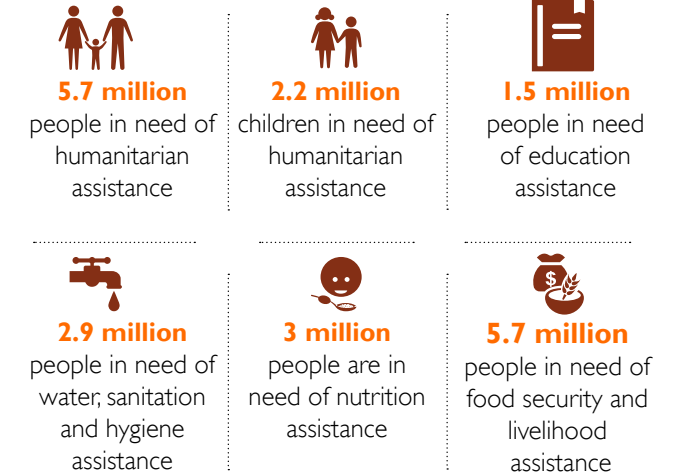 5.7 million
people in need of
humanitarian
assistance
2.2 million
children in need of
humanitarian
assistance
1.5 million
people in need
of education
assistance
2.9 million
people in need of
water, sanitation
and hygiene
assistance
3 million
people are in
need of nutrition
assistance
$
5.7 million
people in need of
food security and
livelihood
assistance